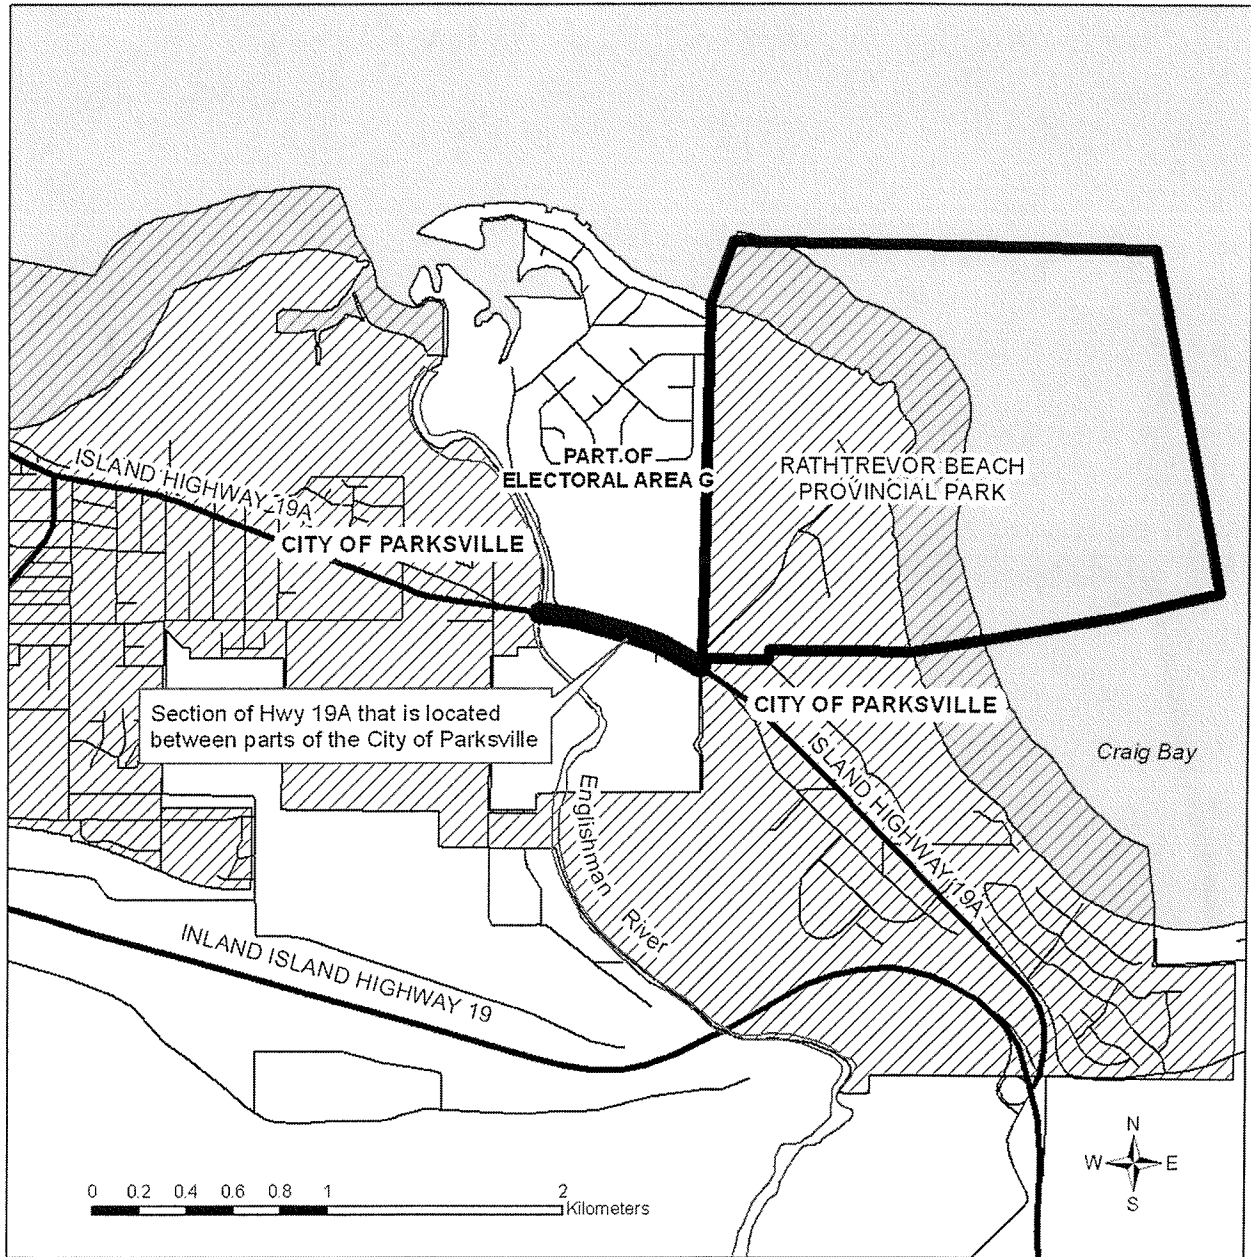 PART OF
ELECTORAL AREA G
RATHTREVOR BEACH
PROVINCIAL PARK
ISLAND HIGHWAY 19A
CITY OF PARKSVILLE
Section of Hwy 19A that is located
between parts of the City of Parksville
CITY OF PARKSVILLE
Craig Bay
ISLAND HIGHWAY 19A
Englishman
River
INLAND ISLAND HIGHWAY 19
N
W
E
S
0 0.2 0.4 0.6 0.8 1 2
Kilometers